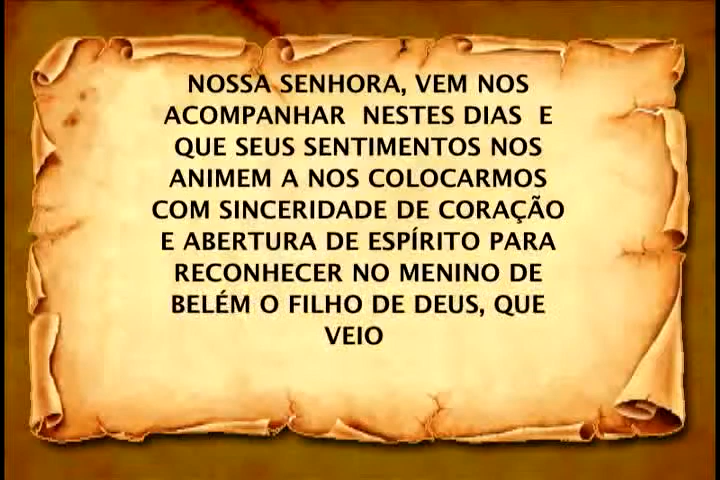 NOSSA SENHORA, VEM NOS
ACOMPANHAR  NESTES DIAS  E
QUE SEUS SENTIMENTOS NOS
ANIMEM A NOS COLOCARMOS
COM SINCERIDADE DE CORAÇÃO
E ABERTURA DE ESPÍRITO PARA
RECONHECER NO MENINO DE
BELÉM O FILHO DE DEUS, QUE
VEIO